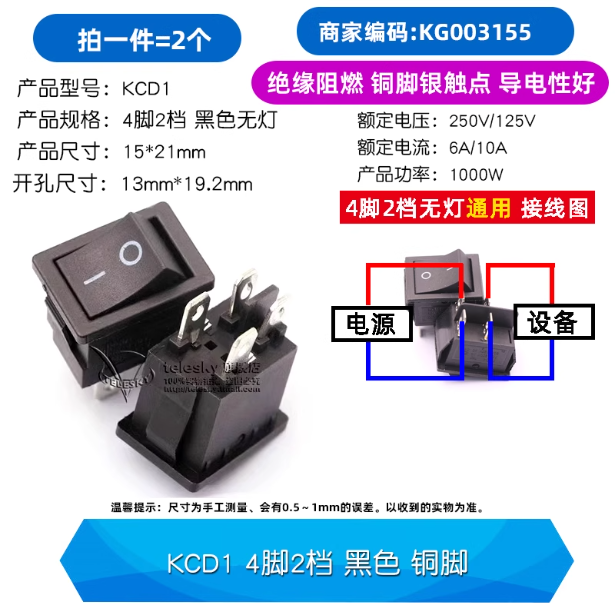 拍一件=2个
商家编码:KG003155
绝缘阻燃 铜脚银触点 导电性好
产品型号：KCD1
产品规格：4脚2档 黑色无灯
产品尺寸：15*21mm
开孔尺寸：13mm*19.2mm
额定电压：250V/125V
额定电流：6A/10A
产品功率：1000W
4脚2档无灯通用 接线图
电源
设备
telesky 旗舰店
TELESKY
温馨提示：尺寸为手工测量、会有0.5~1mm的误差。以收到的实物为准。
KCD1 4脚2档 黑色 铜脚